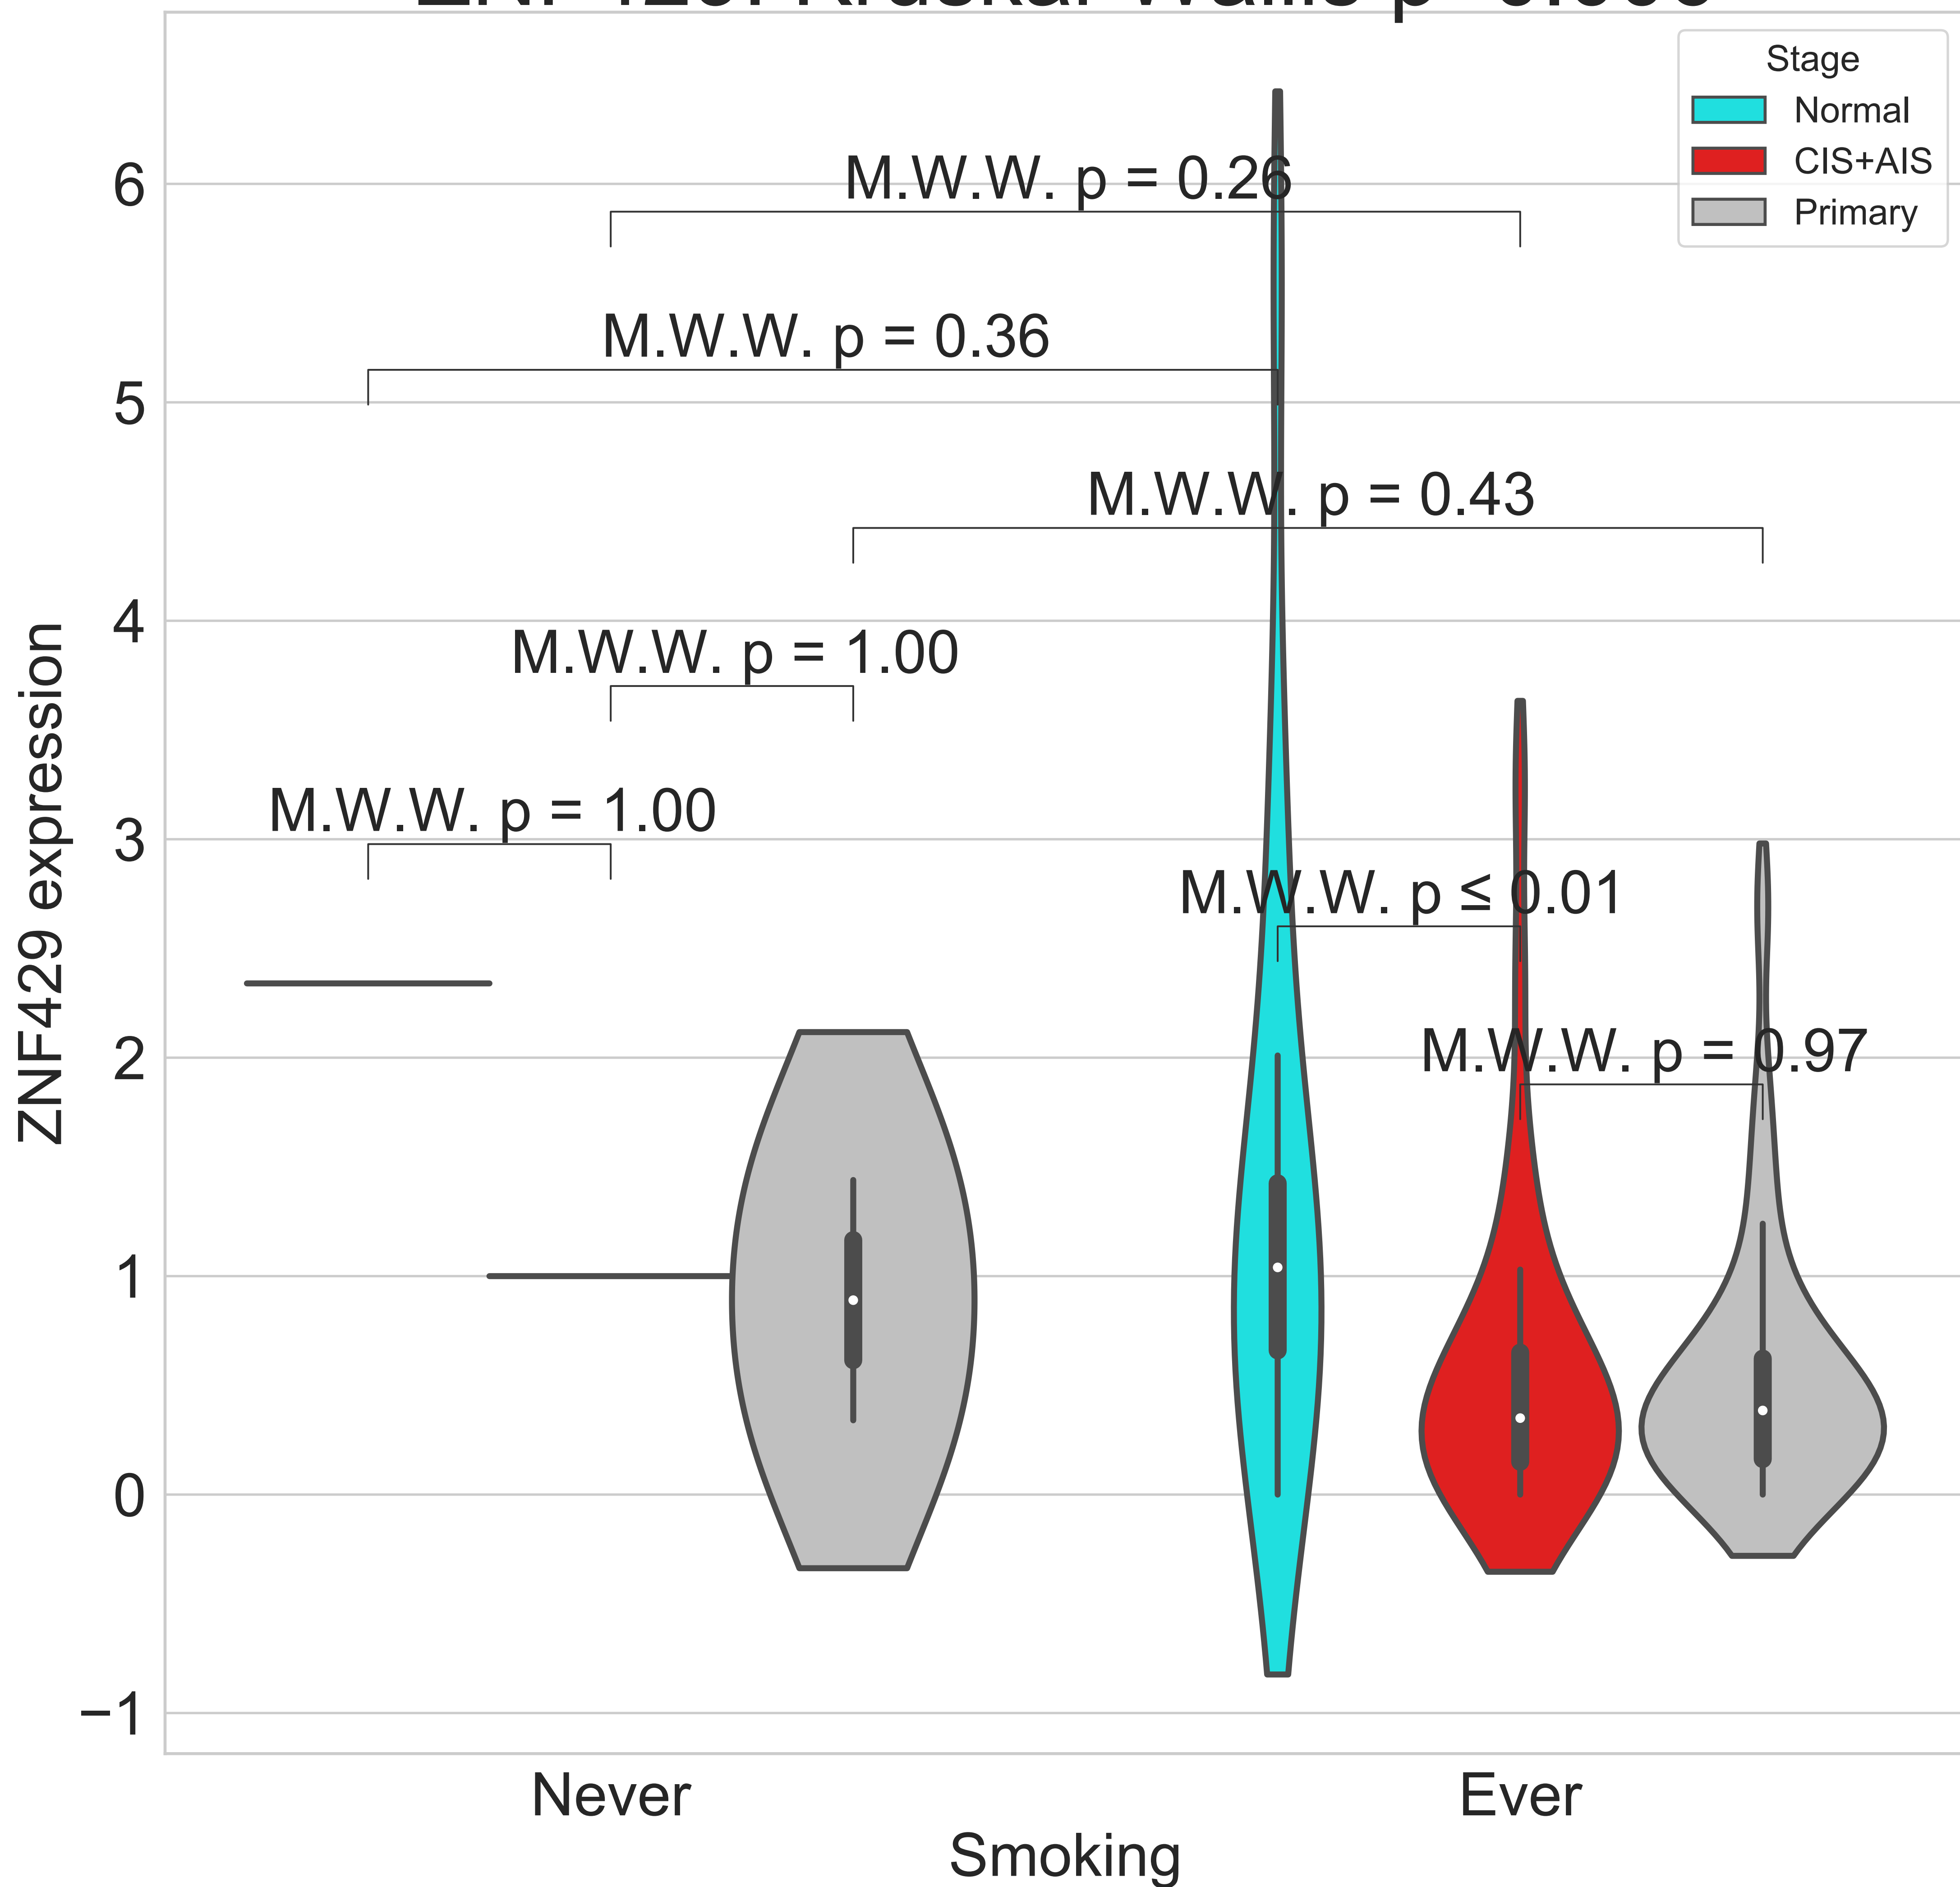 Stage
Normal
CIS+AIS
Primary
M.W.W. p = 0.26
M.W.W. p = 0.36
M.W.W. p = 0.43
M.W.W. p = 1.00
M.W.W. p = 1.00
M.W.W. p ≤ 0.01
M.W.W. p = 0.97
6
5
4
3
2
1
0
−1
ZNF429 expression
Never
Ever
Smoking